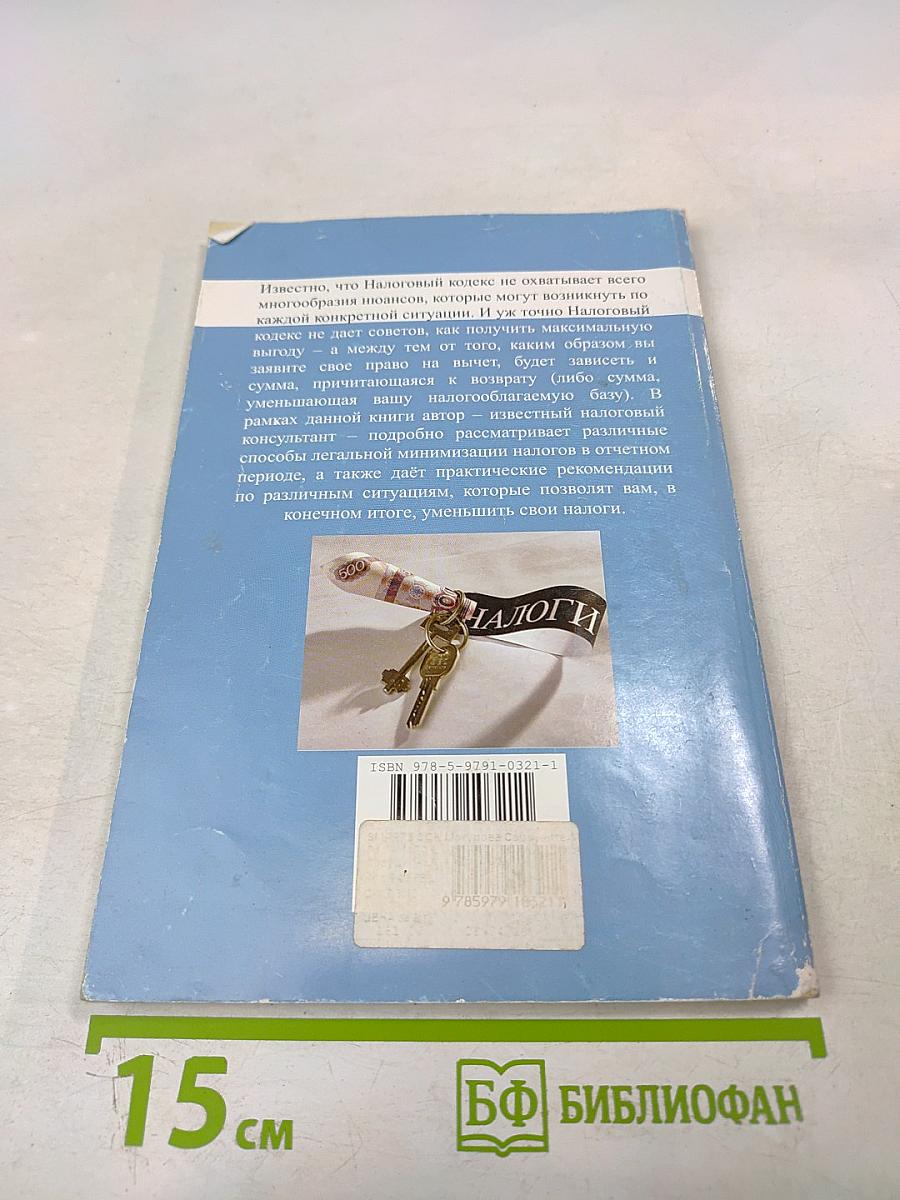 Известно, что Налоговый кодекс не охватывает всего
многообразия нюансов, которые могут возникнуть по
каждой конкретной ситуации. И уж точно Налоговый
кодекс не дает советов, как получить максимальную
выгоду – а между тем от того, каким образом вы
заявите свое право на вычет, будет зависеть и
сумма, причитающаяся к возврату (либо сумма,
уменьшающая вашу налогооблагаемую базу). В
рамках данной книги автор – известный налоговый
консультант – подробно рассматривает различные
способы легальной минимизации налогов в отчетном
периоде, а также даёт практические рекомендации
по различным ситуациям, которые позволят вам, в
конечном итоге, уменьшить свои налоги.
500
НАЛОГИ
ISBN 978-5-9791-0321-1
15 см
БФ БИБЛИОФАН